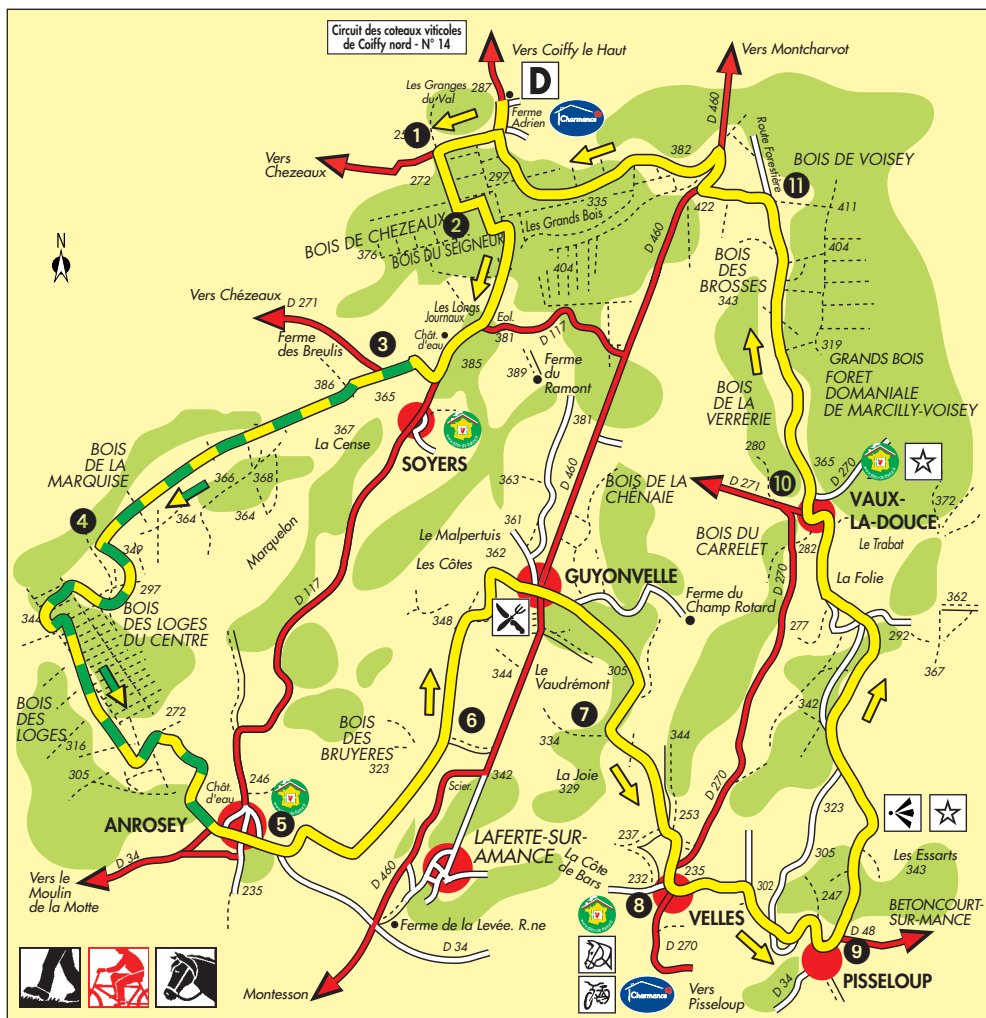 Circuit des coteaux viticoles
de Coiffy nord - N° 14
Vers Coiffy le Haut
Vers Montcharvot
D
Les Granges
du Val
287
Ferme
Adrien
Charmance
D 460
1
Vers
Chezeaux
272
297
382
Route Forestière
BOIS DE VOISEY
11
335
422
411
2
BOIS DE CHEZEAUX
376
BOIS DU SEIGNEUR
Les Grands Bois
D 460
404
404
N
BOIS
DES
BROSSES
343
Vers Chézeaux
D 271
Les Longs
Journaux
Eol.
Chât.
d'eau
381
D 117
3
Ferme
des Breulis
385
389
Ferme
du
Ramont
319
GRANDS BOIS
FORET
DOMANIALE
DE MARCILLY-VOISEY
386
365
BOIS
DE LA
VERRERIE
367
La Cense
SOYERS
381
BOIS
DE LA
MARQUISE
366
368
364
364
363
D 460
BOIS DE LA
CHÊNAIE
280
365
D 270
D 271
10
VAUX-
LA-DOUCE
372
4
349
Marquelon
361
Le Malpertuis
362
Les Côtes
BOIS DU
CARRELET
282
Le Trabat
GUYONVELLE
Ferme du
Champ Rotard
D 270
La Folie
297
BOIS
DES LOGES
DU CENTRE
344
D 117
348
277
292
362
367
344
Le
Vaudrémont
305
BOIS
DES
LOGES
272
316
305
BOIS
DES
BRUYERES
323
6
7
334
344
342
La Joie
329
342
Scier.
D 270
323
246
Chât.
d'eau
5
ANROSEY
253
LAFERTE-SUR-
AMANCE
La Côte
de Bars
237
232
235
305
Les Essarts
343
D 34
Vers le
Moulin
de la Motte
235
D 460
8
VELLES
302
247
BETONCOURT-
SUR-MANCE
Ferme de la Levée. R.ne
D 34
D 48
9
D 270
PISSELOUP
D 34
Montesson
Charmance
Vers
Pisseloup